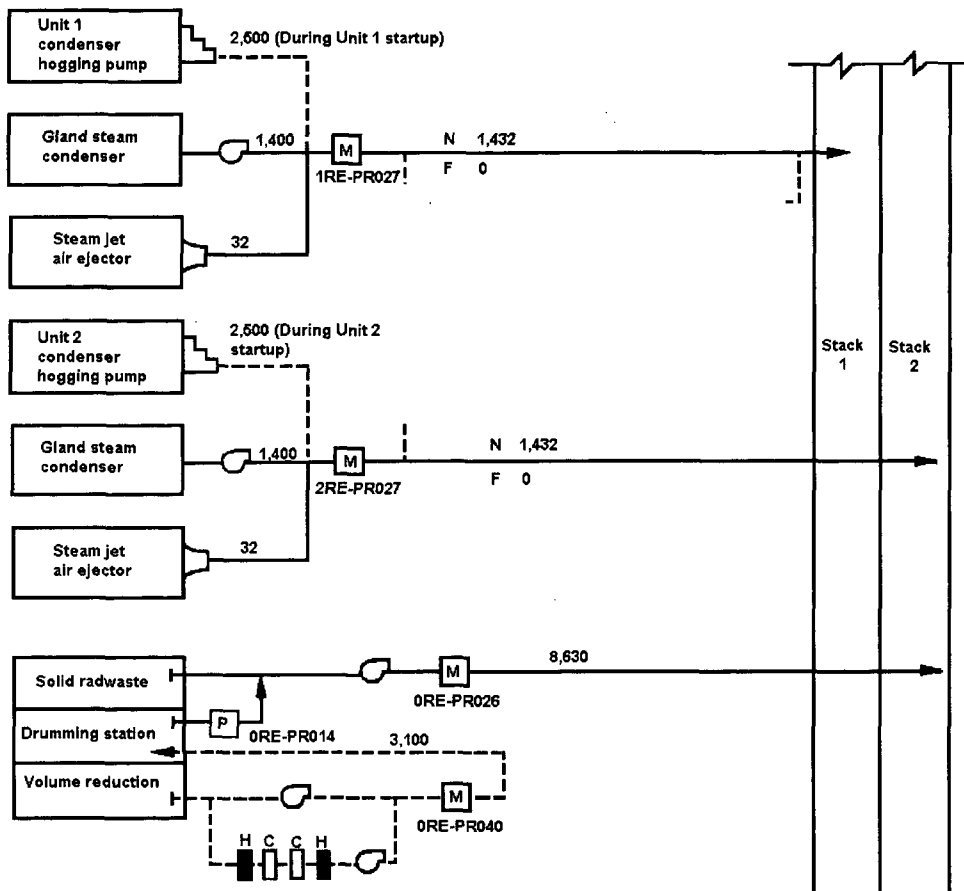 Unit 1
condenser
hogging pump
2,500 (During Unit 1 startup)
Gland steam
condenser
1,400
M
1RE-PR027
N 1,432
F 0
Steam jet
air ejector
32
Unit 2
condenser
hogging pump
2,500 (During Unit 2
startup)
Stack
1
Stack
2
Gland steam
condenser
1,400
M
2RE-PR027
N 1,432
F 0
Steam jet
air ejector
32
Solid radwaste
M
0RE-PR026
8,630
Drumming station
P
0RE-PR014
3,100
Volume reduction
M
0RE-PR040
H C C H